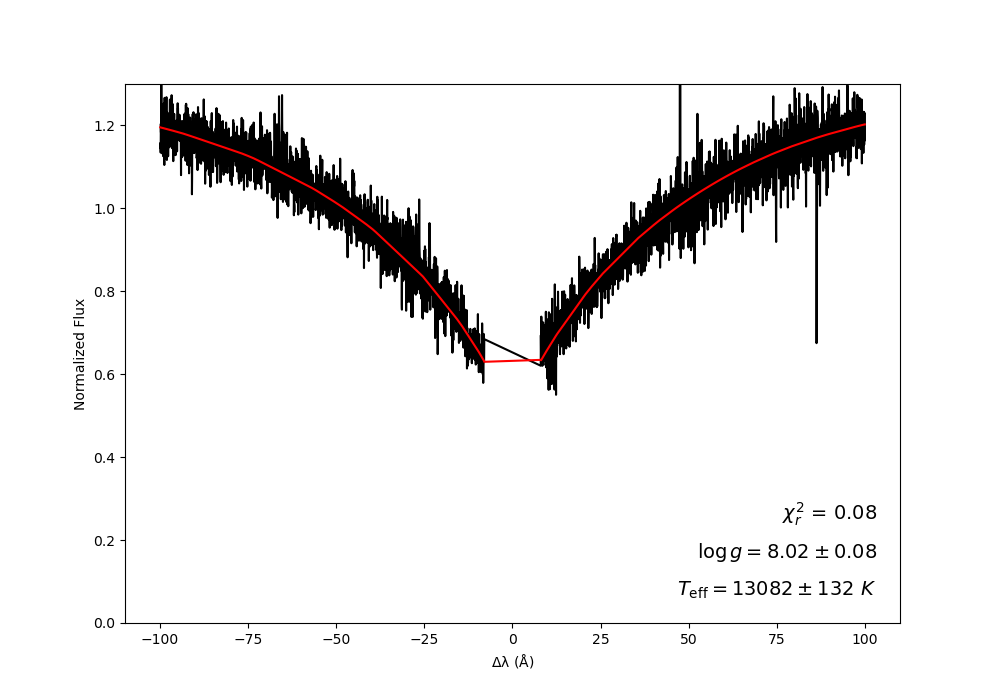 1.2
1.0
0.8
0.6
0.4
0.2
0.0
Normalized Flux
χ²ᵣ = 0.08
log g = 8.02 ± 0.08
T_eff = 13082 ± 132 K
−100 −75 −50 −25 0 25 50 75 100
Δλ (Å)